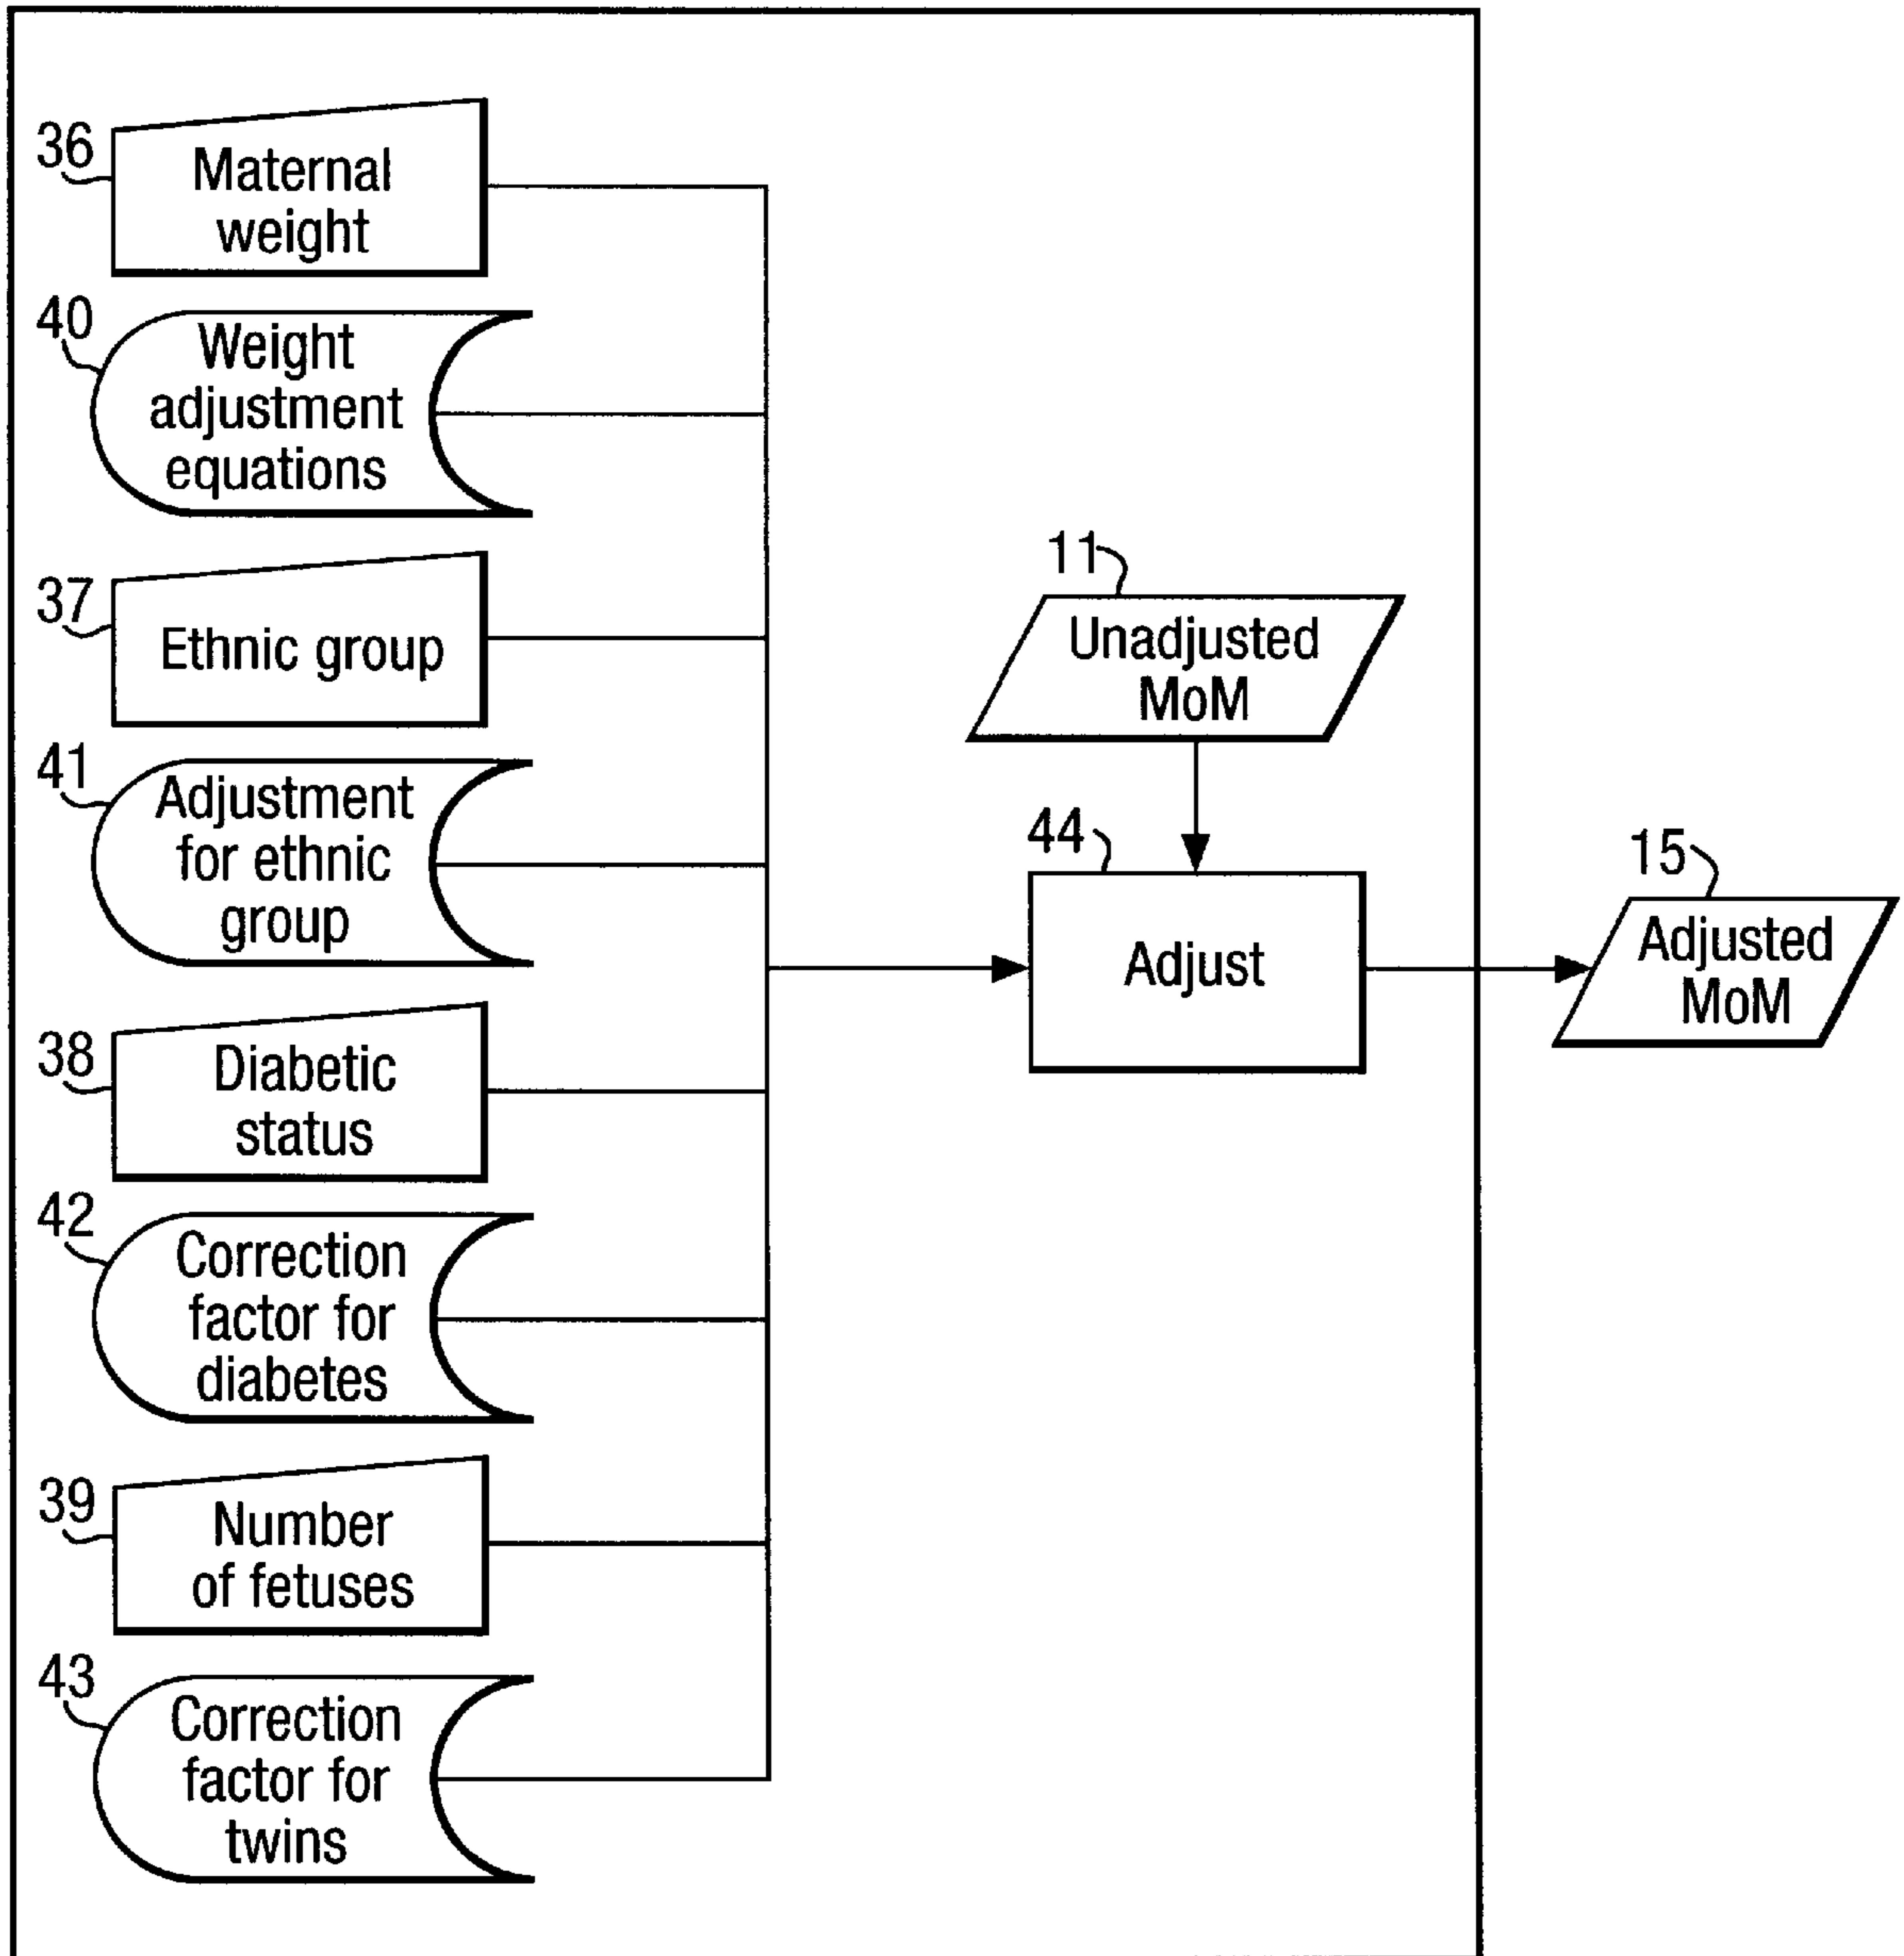 36
Maternal
weight
40
Weight
adjustment
equations
37
Ethnic group
41
Adjustment
for ethnic
group
38
Diabetic
status
42
Correction
factor for
diabetes
39
Number
of fetuses
43
Correction
factor for
twins
11
Unadjusted
MoM
44
Adjust
15
Adjusted
MoM